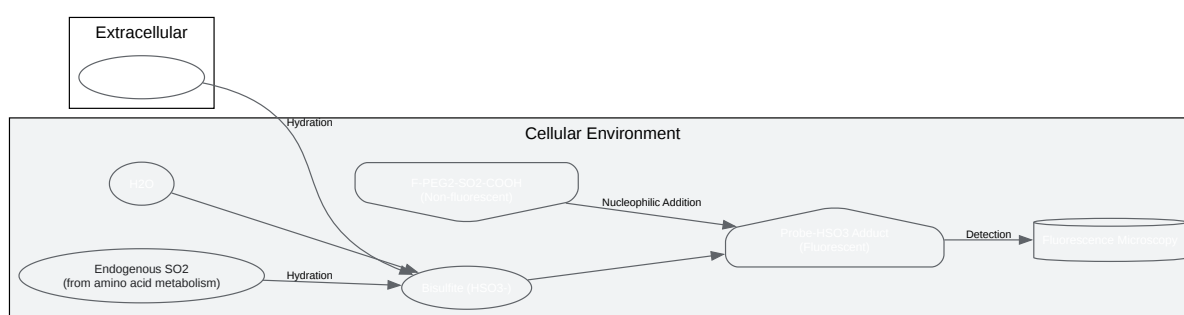 Extracellular
Hydration
Cellular Environment
H2O
F-PEG2-SO2-COOH
(Non-fluorescent)
Nucleophilic Addition
Probe-HSO3 Adduct
(Fluorescent)
Detection
Fluorescence Microscopy
Endogenous SO2
(from amino acid metabolism)
Hydration
Bisulfite (HSO3-)